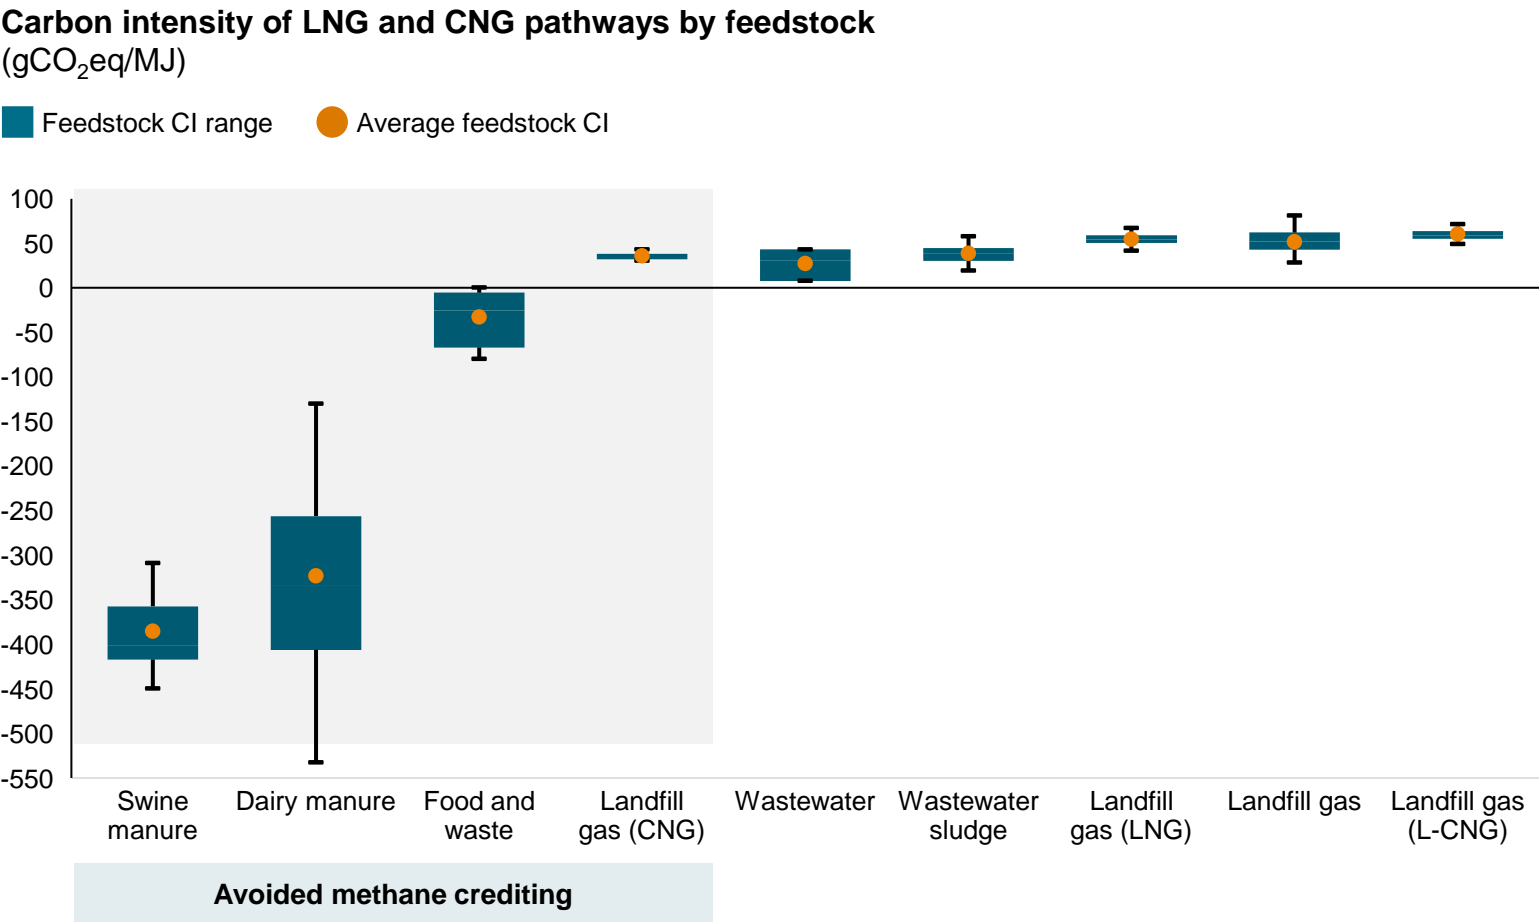 Carbon intensity of LNG and CNG pathways by feedstock
(gCO₂eq/MJ)
Feedstock CI range
Average feedstock CI
100
50
0
-50
-100
-150
-200
-250
-300
-350
-400
-450
-500
-550
Swine
manure
Dairy manure
Food and
waste
Landfill
gas (CNG)
Wastewater
Wastewater
sludge
Landfill
gas (LNG)
Landfill gas
Landfill gas
(L-CNG)
Avoided methane crediting